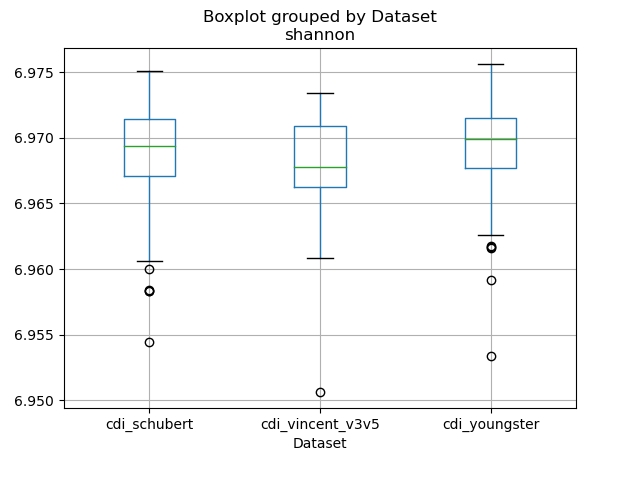 Boxplot grouped by Dataset
shannon
6.975
6.970
6.965
6.960
6.955
6.950
cdi_schubert cdi_vincent_v3v5 cdi_youngster
Dataset